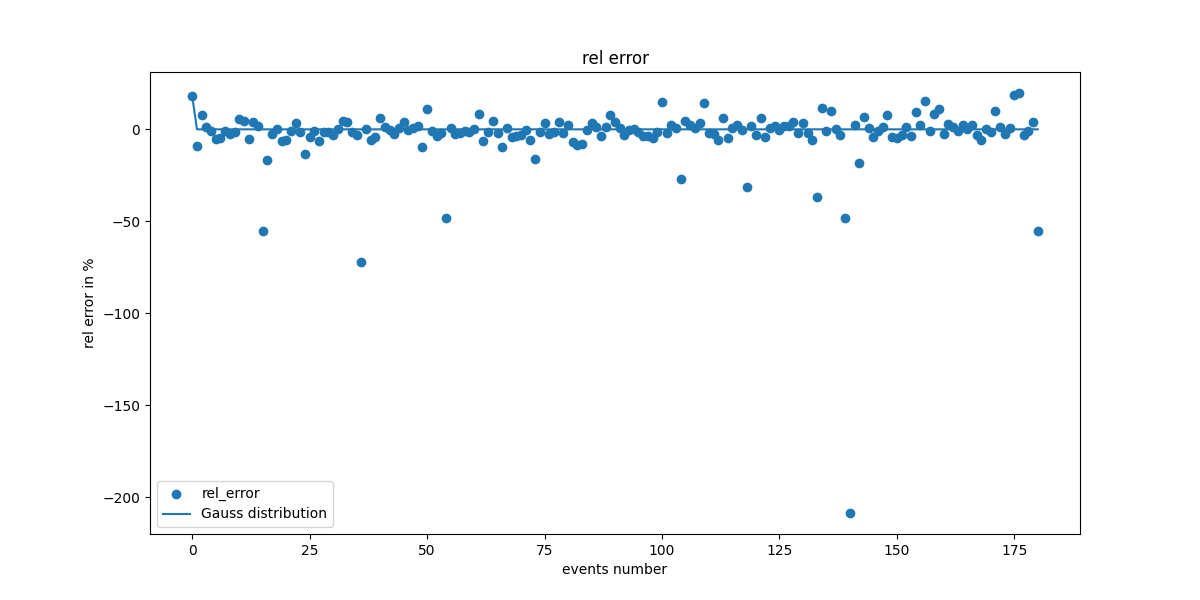 rel error
0
−50
−100
−150
−200
rel error in %
rel_error
Gauss distribution
0 25 50 75 100 125 150 175
events number